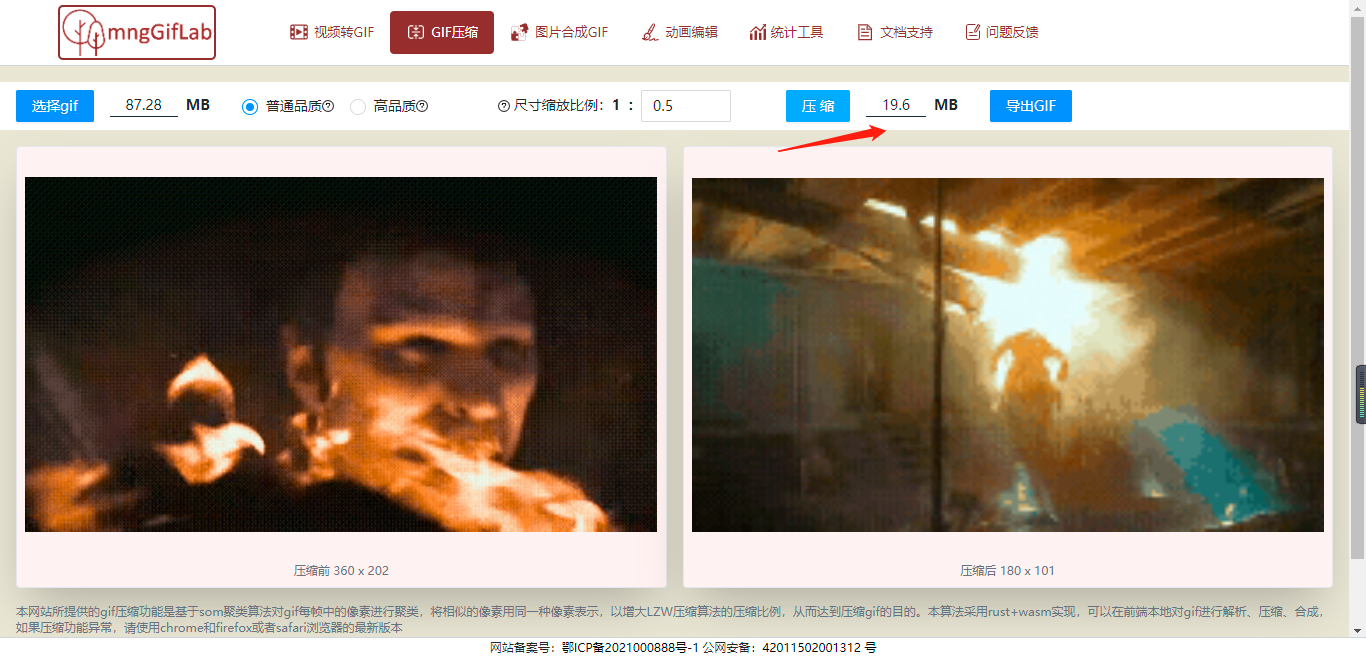 mngGifLab 视频转GIF GIF压缩 图片合成GIF 动画编辑 统计工具 文档支持 问题反馈
选择gif 87.28 MB 普通品质? 高品质? ?尺寸缩放比例：1 : 0.5 压 缩 19.6 MB 导出GIF
压缩前 360 x 202
压缩后 180 x 101
本网站所提供的gif压缩功能是基于som聚类算法对gif每帧中的像素进行聚类，将相似的像素用同一种像素表示，以增大LZW压缩算法的压缩比例，从而达到压缩gif的目的。本算法采用rust+wasm实现，可以在前端本地对gif进行解析、压缩、合成，
如果压缩功能异常，请使用chrome和firefox或者safari浏览器的最新版本
网站备案号：鄂ICP备2021000888号-1 公网安备：42011502001312 号